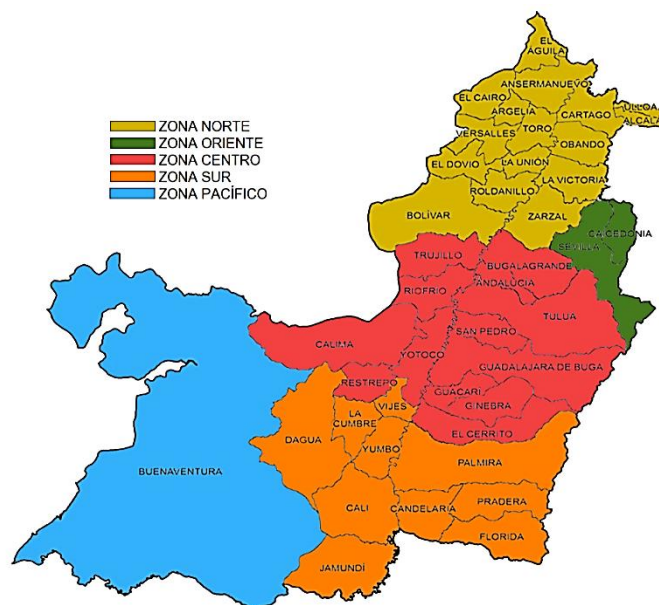 ZONA NORTE
ZONA ORIENTE
ZONA CENTRO
ZONA SUR
ZONA PACÍFICO
EL
ÁGUILA
ANSERMANUEVO
EL CAIRO
ARGELIA
CARTAGO
ULLOA
ALCALÁ
VERSALLES
TORO
OBANDO
EL DOVIO
LA UNIÓN
LA VICTORIA
ROLDANILLO
BOLÍVAR
ZARZAL
CAICEDONIA
SEVILLA
TRUJILLO
BUGALAGRANDE
ANDALUCÍA
RIOFRÍO
TULUA
SAN PEDRO
CALIMA
YOTOCO
GUADALAJARA DE BUGA
RESTREPO
GUACARÍ
GINEBRA
VIJES
LA
CUMBRE
EL CERRITO
DAGUA
YUMBO
PALMIRA
BUENAVENTURA
PRADERA
CALI
CANDELARIA
FLORIDA
JAMUNDÍ